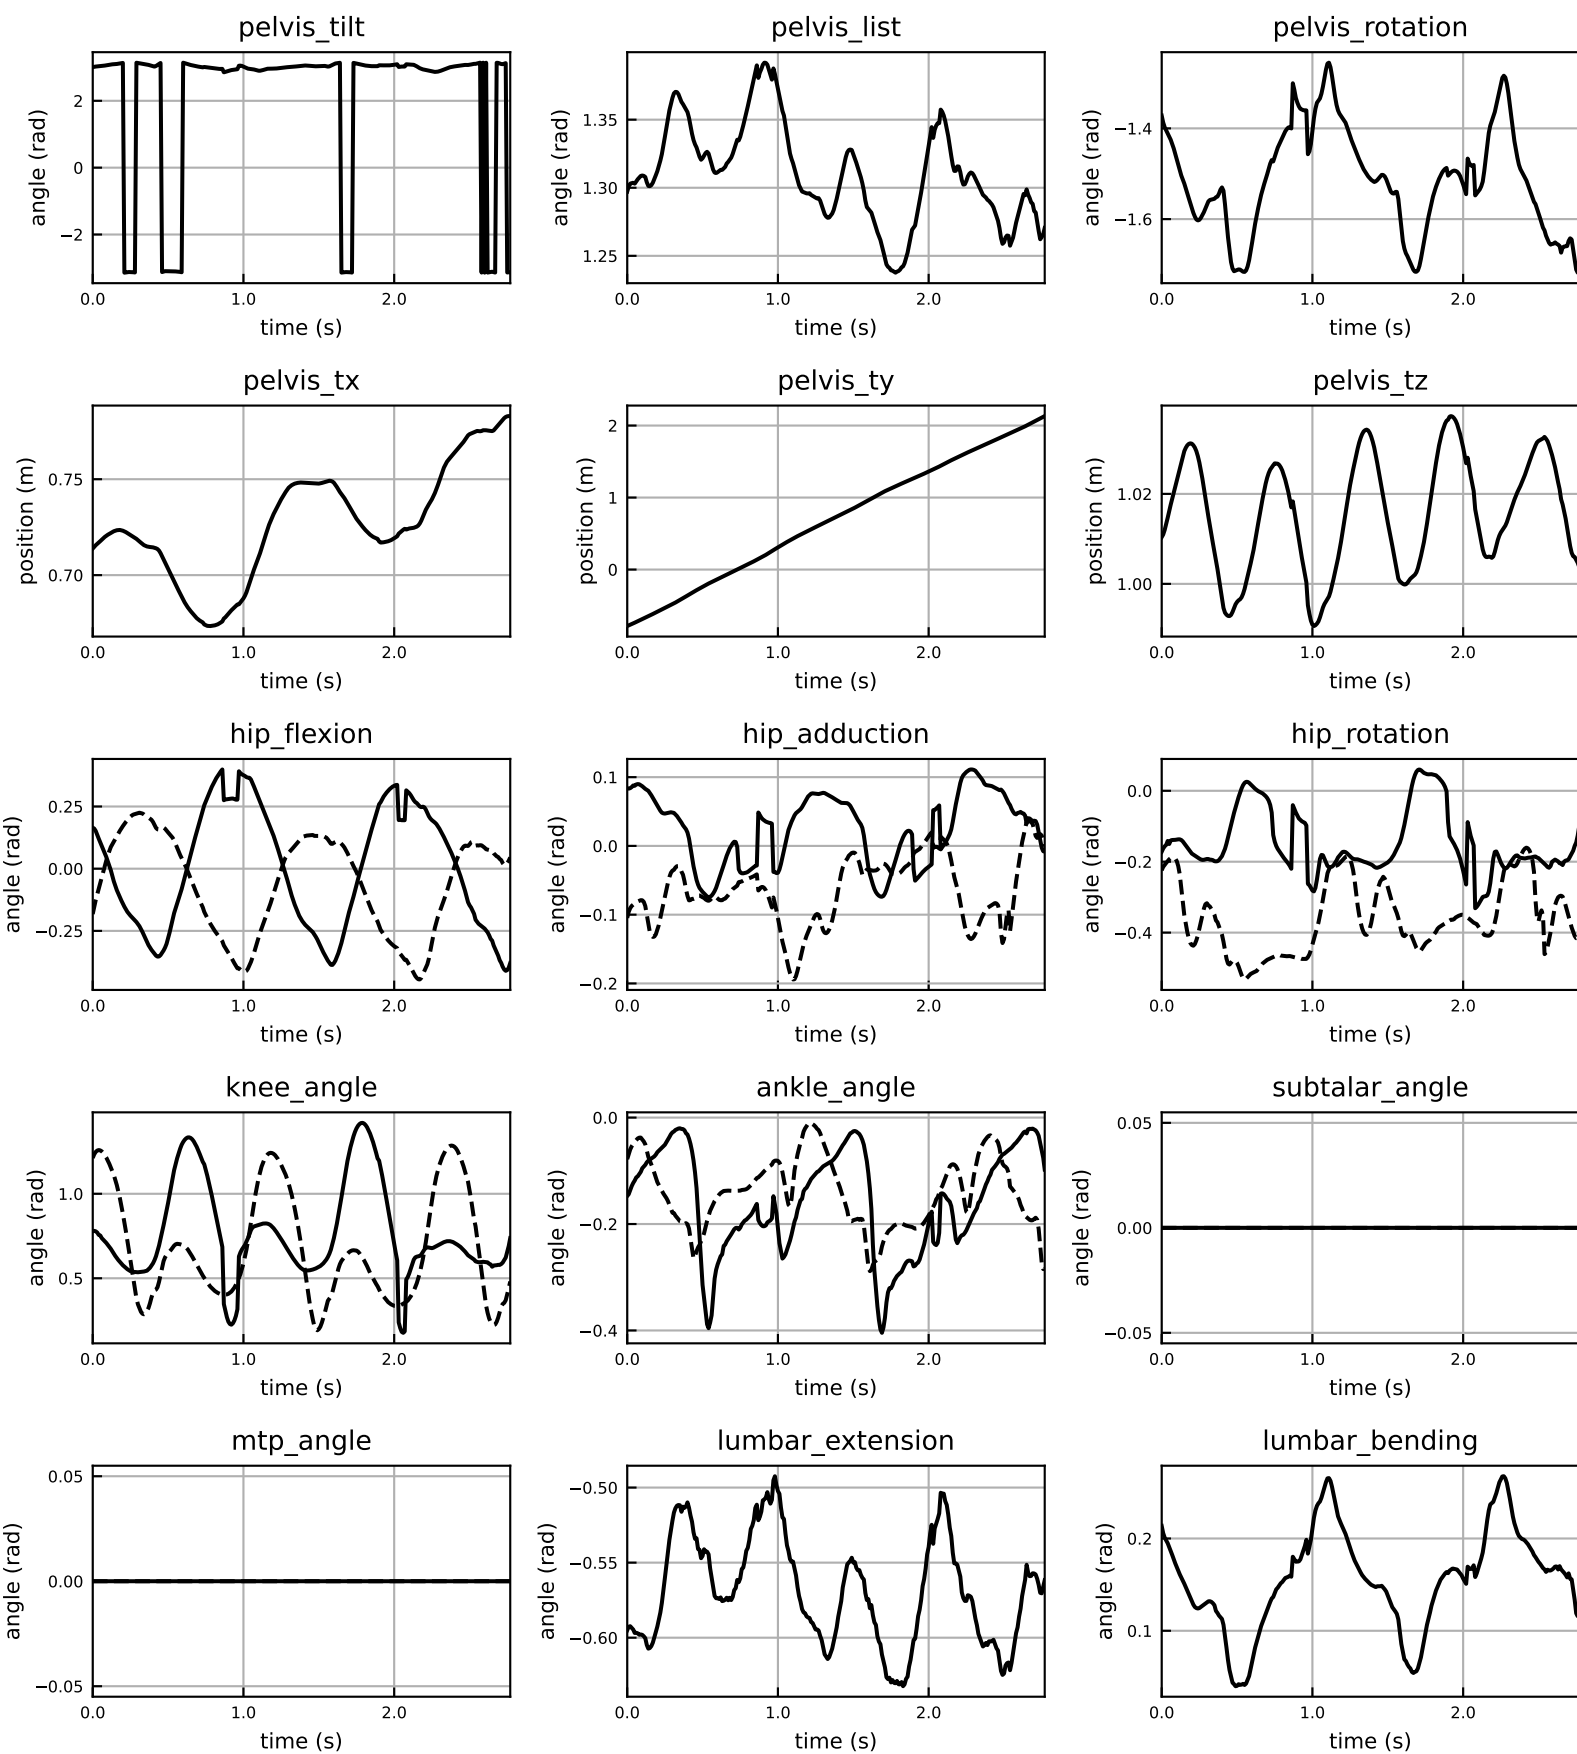 pelvis_tilt
angle (rad)
2
0
−2
0.0 1.0 2.0
time (s)
pelvis_list
angle (rad)
1.35
1.30
1.25
0.0 1.0 2.0
time (s)
pelvis_rotation
angle (rad)
−1.4
−1.6
0.0 1.0 2.0
time (s)
pelvis_tx
position (m)
0.75
0.70
0.0 1.0 2.0
time (s)
pelvis_ty
position (m)
2
1
0
0.0 1.0 2.0
time (s)
pelvis_tz
position (m)
1.02
1.00
0.0 1.0 2.0
time (s)
hip_flexion
angle (rad)
0.25
0.00
−0.25
0.0 1.0 2.0
time (s)
hip_adduction
angle (rad)
0.1
0.0
−0.1
−0.2
0.0 1.0 2.0
time (s)
hip_rotation
angle (rad)
0.0
−0.2
−0.4
0.0 1.0 2.0
time (s)
knee_angle
angle (rad)
1.0
0.5
0.0 1.0 2.0
time (s)
ankle_angle
angle (rad)
0.0
−0.2
−0.4
0.0 1.0 2.0
time (s)
subtalar_angle
angle (rad)
0.05
0.00
−0.05
0.0 1.0 2.0
time (s)
mtp_angle
angle (rad)
0.05
0.00
−0.05
0.0 1.0 2.0
time (s)
lumbar_extension
angle (rad)
−0.50
−0.55
−0.60
0.0 1.0 2.0
time (s)
lumbar_bending
angle (rad)
0.2
0.1
0.0 1.0 2.0
time (s)